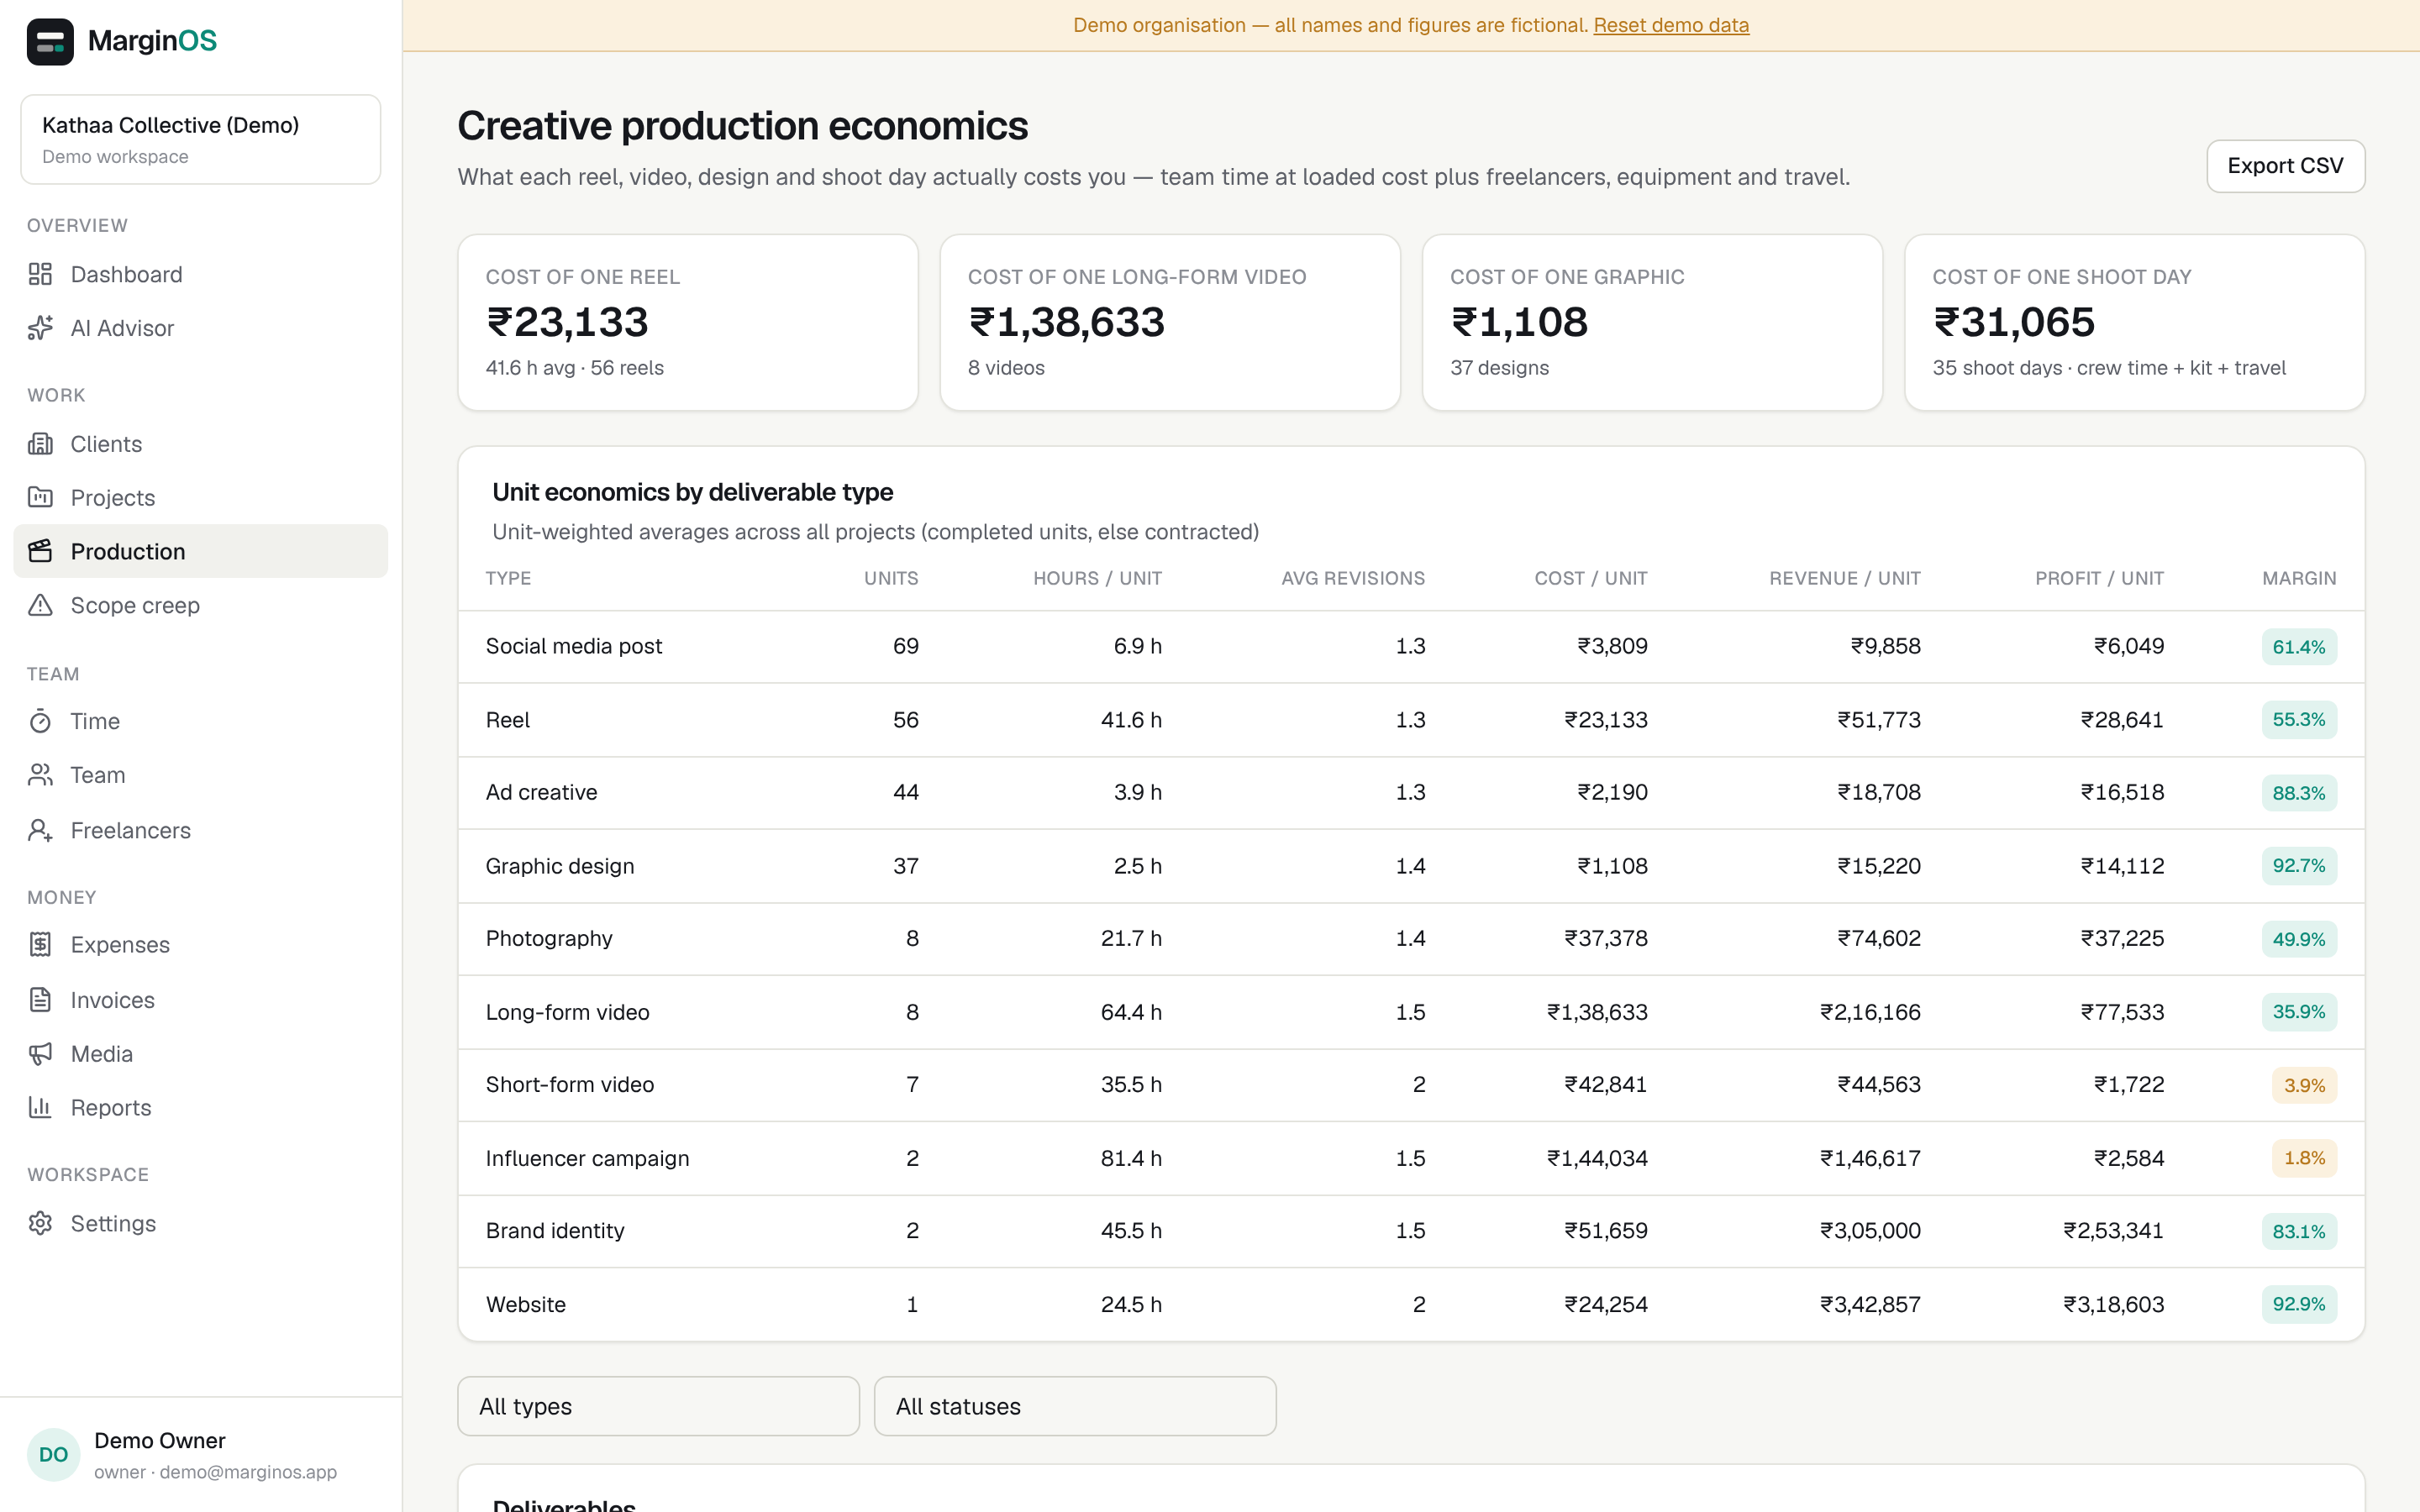 MarginOS
Demo organisation — all names and figures are fictional. Reset demo data
Kathaa Collective (Demo)
Demo workspace
OVERVIEW
Dashboard
AI Advisor
WORK
Clients
Projects
Production
Scope creep
TEAM
Time
Team
Freelancers
MONEY
Expenses
Invoices
Media
Reports
WORKSPACE
Settings
DO
Demo Owner
owner · demo@marginos.app
Creative production economics
What each reel, video, design and shoot day actually costs you — team time at loaded cost plus freelancers, equipment and travel.
Export CSV
COST OF ONE REEL
₹23,133
41.6 h avg · 56 reels
COST OF ONE LONG-FORM VIDEO
₹1,38,633
8 videos
COST OF ONE GRAPHIC
₹1,108
37 designs
COST OF ONE SHOOT DAY
₹31,065
35 shoot days · crew time + kit + travel
Unit economics by deliverable type
Unit-weighted averages across all projects (completed units, else contracted)
TYPE UNITS HOURS / UNIT AVG REVISIONS COST / UNIT REVENUE / UNIT PROFIT / UNIT MARGIN
Social media post 69 6.9 h 1.3 ₹3,809 ₹9,858 ₹6,049 61.4%
Reel 56 41.6 h 1.3 ₹23,133 ₹51,773 ₹28,641 55.3%
Ad creative 44 3.9 h 1.3 ₹2,190 ₹18,708 ₹16,518 88.3%
Graphic design 37 2.5 h 1.4 ₹1,108 ₹15,220 ₹14,112 92.7%
Photography 8 21.7 h 1.4 ₹37,378 ₹74,602 ₹37,225 49.9%
Long-form video 8 64.4 h 1.5 ₹1,38,633 ₹2,16,166 ₹77,533 35.9%
Short-form video 7 35.5 h 2 ₹42,841 ₹44,563 ₹1,722 3.9%
Influencer campaign 2 81.4 h 1.5 ₹1,44,034 ₹1,46,617 ₹2,584 1.8%
Brand identity 2 45.5 h 1.5 ₹51,659 ₹3,05,000 ₹2,53,341 83.1%
Website 1 24.5 h 2 ₹24,254 ₹3,42,857 ₹3,18,603 92.9%
All types
All statuses
Deliverables